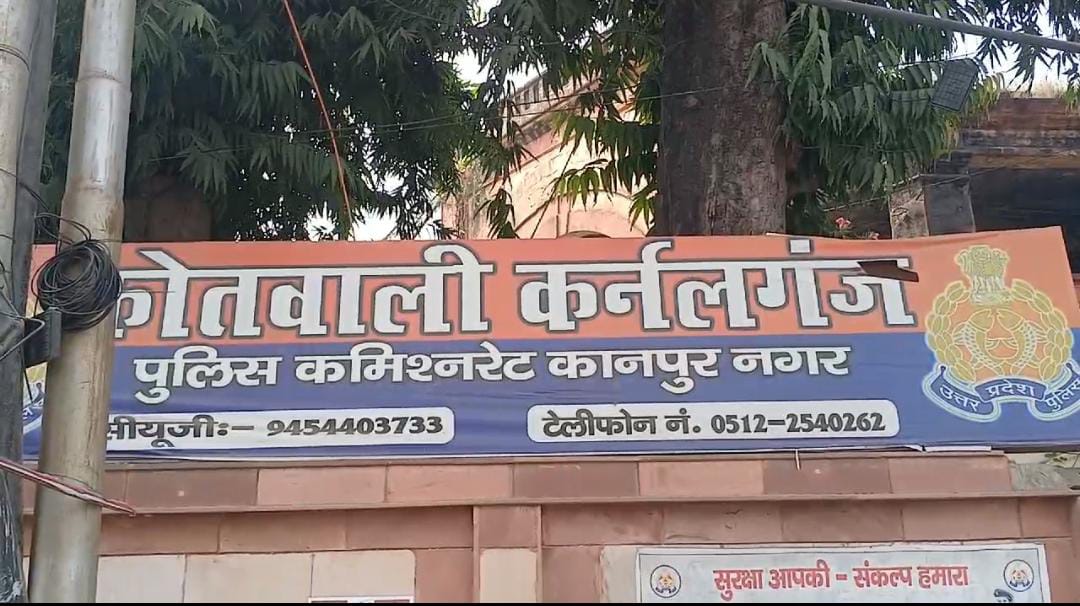 कोतवाली कर्नलगंज
पुलिस कमिश्नरेट कानपुर नगर
सीयूजीः- 9454403733
टेलीफोन नं. 0512-2540262
उत्तर प्रदेश पुलिस
सुरक्षा आपकी - संकल्प हमारा